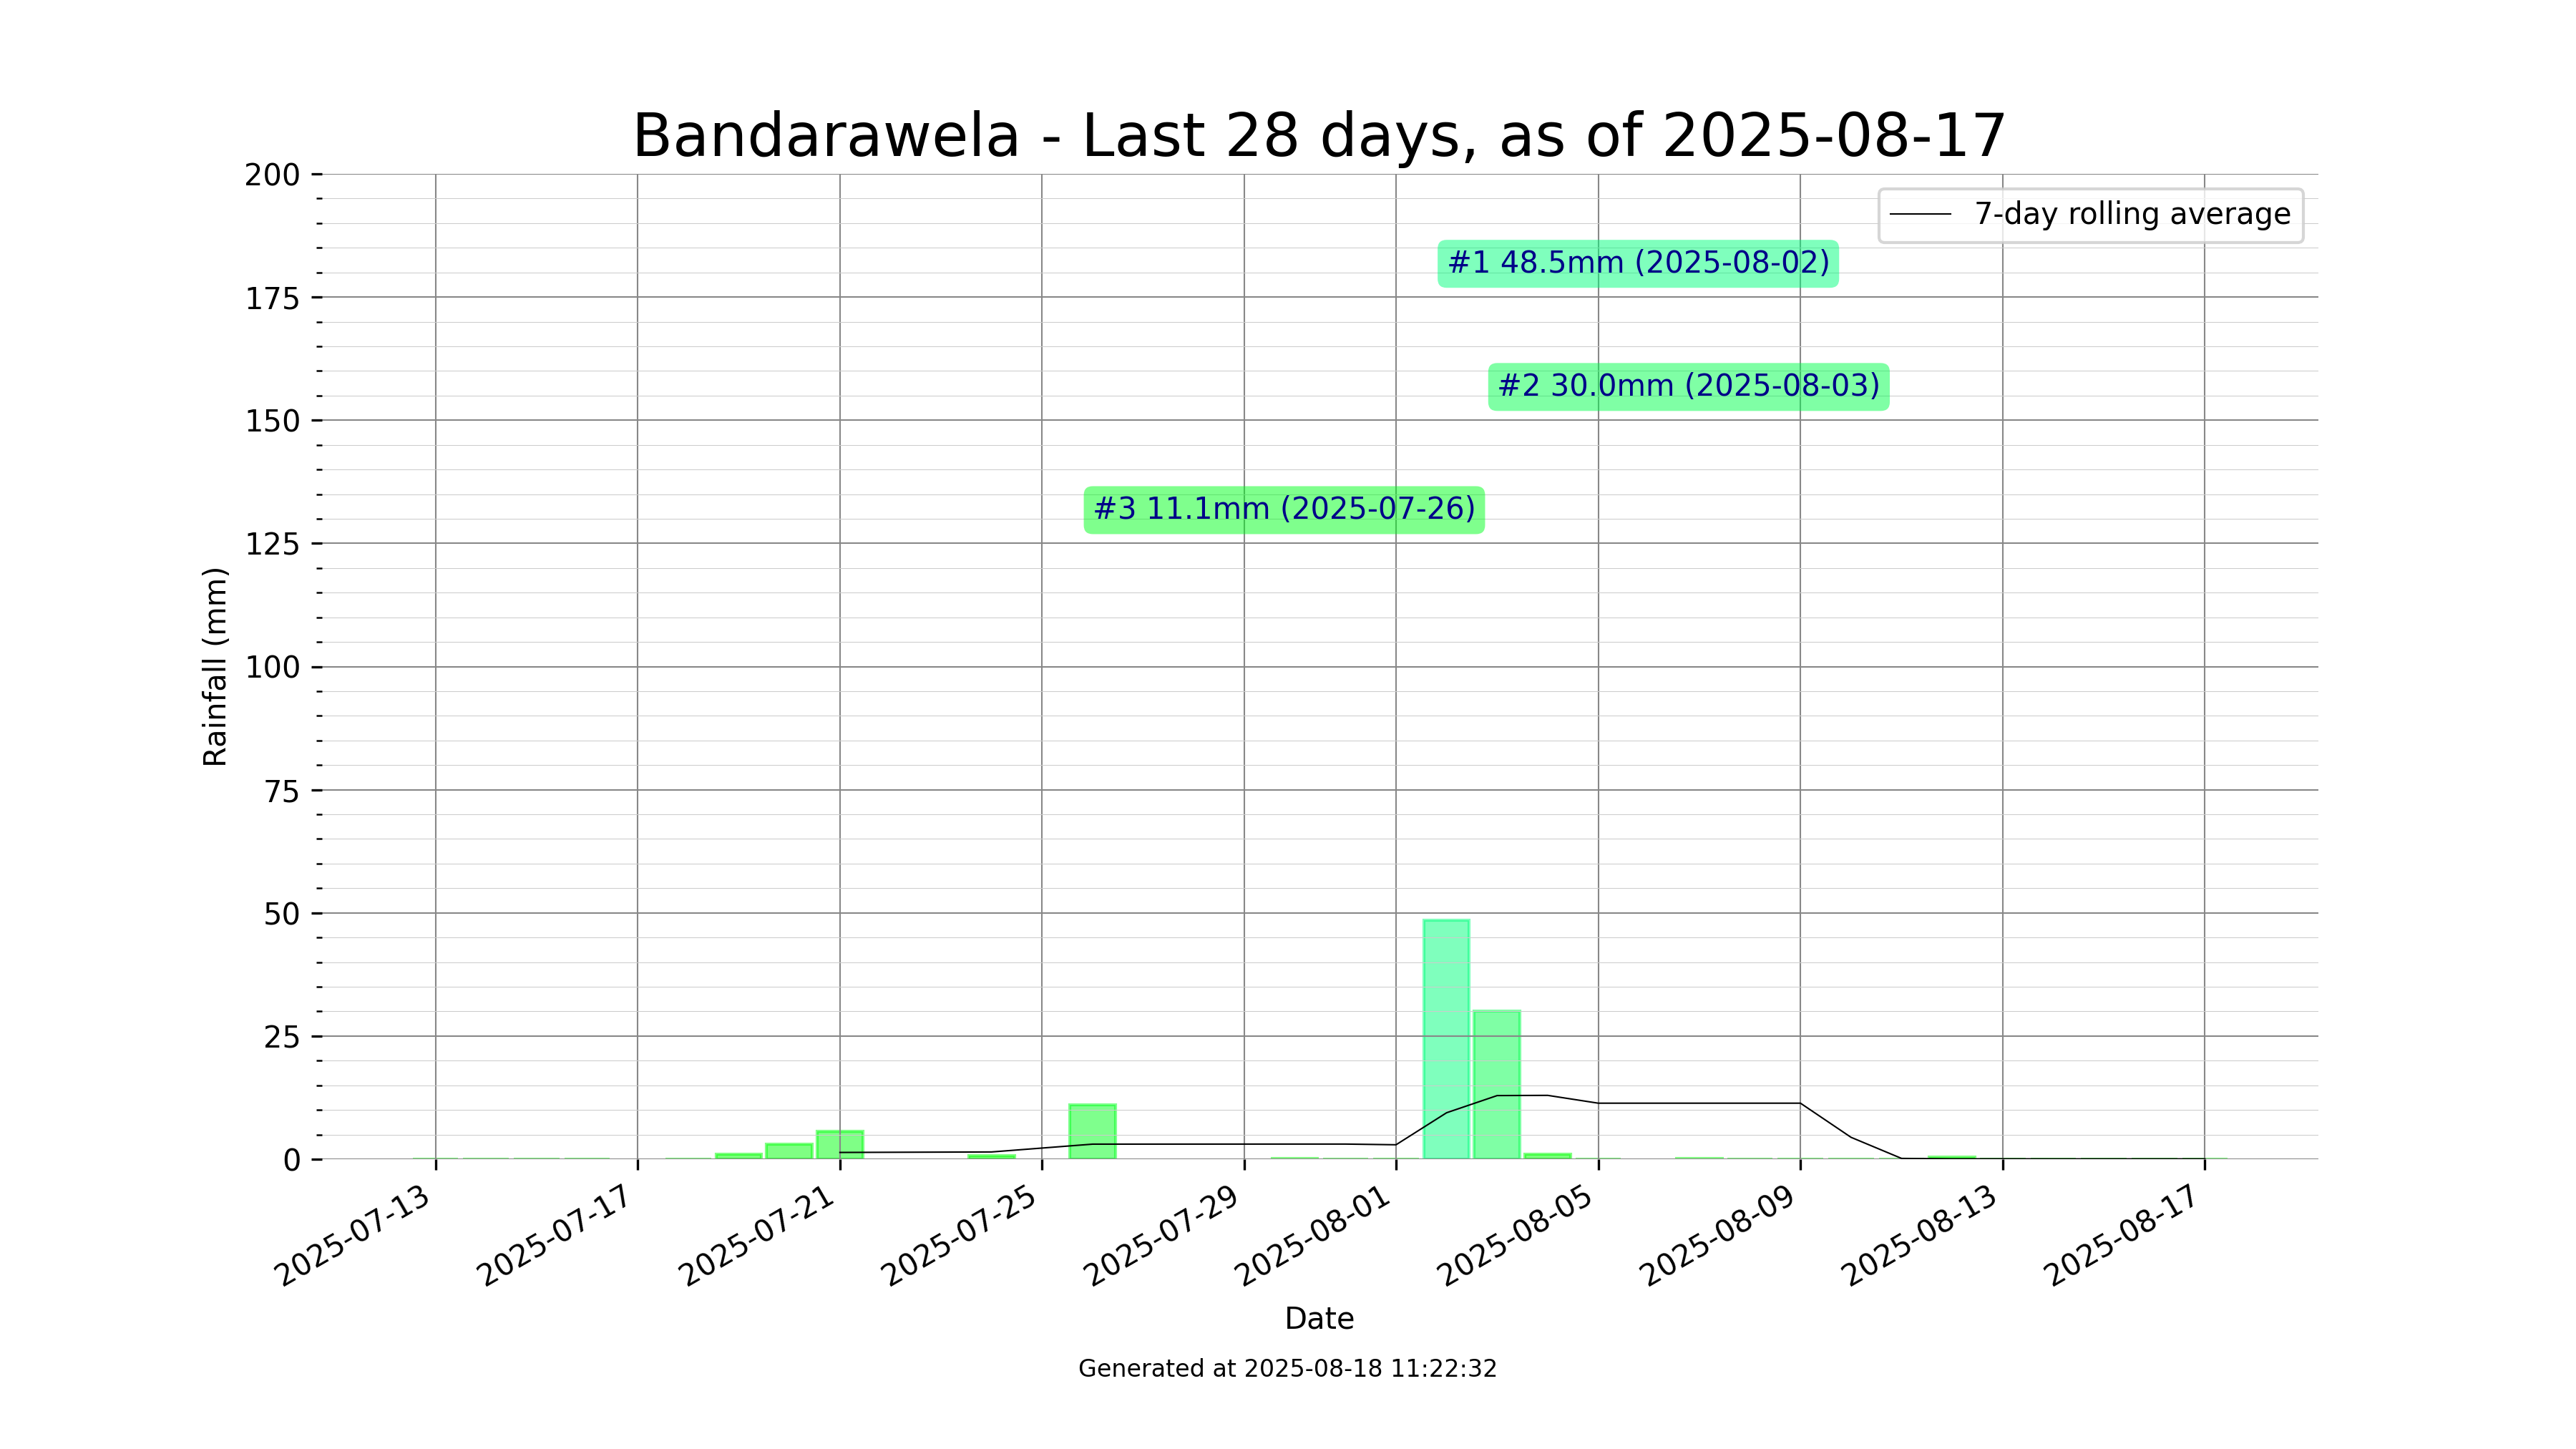 Bandarawela - Last 28 days, as of 2025-08-17
7-day rolling average
#1 48.5mm (2025-08-02)
#2 30.0mm (2025-08-03)
#3 11.1mm (2025-07-26)
Rainfall (mm)
200
175
150
125
100
75
50
25
0
2025-07-13
2025-07-17
2025-07-21
2025-07-25
2025-07-29
2025-08-01
2025-08-05
2025-08-09
2025-08-13
2025-08-17
Date
Generated at 2025-08-18 11:22:32